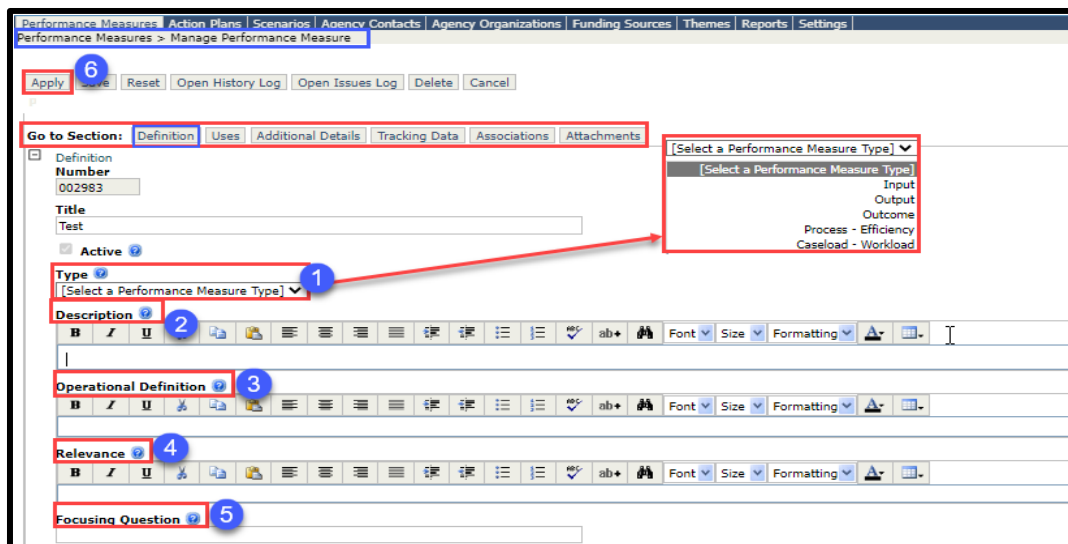 Performance Measures Action Plans Scenarios Agency Contacts Agency Organizations Funding Sources Themes Reports Settings
Performance Measures > Manage Performance Measure
6
Apply Save Reset Open History Log Open Issues Log Delete Cancel
Go to Section: Definition Uses Additional Details Tracking Data Associations Attachments
[Select a Performance Measure Type]
[Select a Performance Measure Type]
Input
Output
Outcome
Process - Efficiency
Caseload - Workload
Definition
Number
002983
Title
Test
Active
Type
1
[Select a Performance Measure Type]
Description
2
B I U ABC ab+ Font Size Formatting A
Operational Definition
3
B I U ABC ab+ Font Size Formatting A
Relevance
4
B I U ABC ab+ Font Size Formatting A
Focusing Question
5